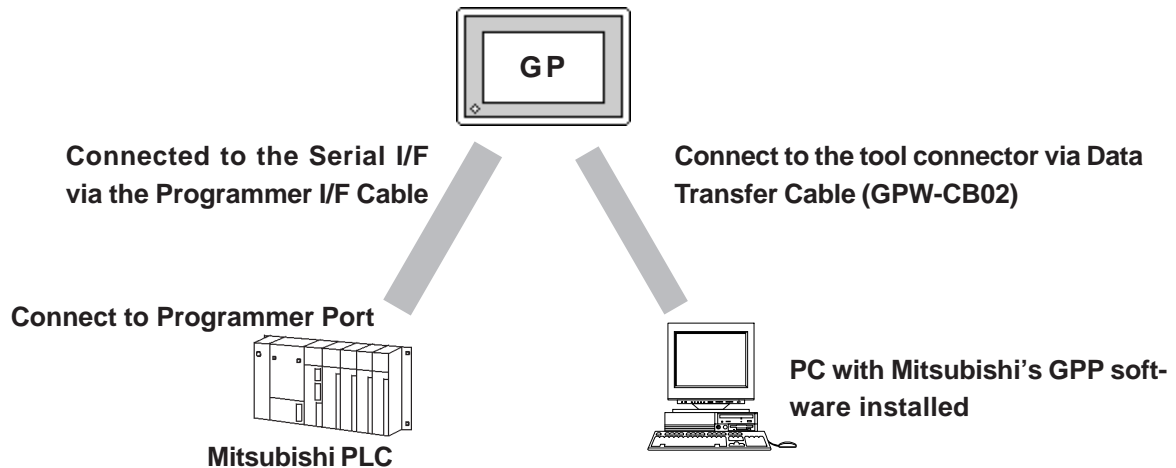 GP
Connected to the Serial I/F
via the Programmer I/F Cable
Connect to the tool connector via Data
Transfer Cable (GPW-CB02)
Connect to Programmer Port
Mitsubishi PLC
PC with Mitsubishi's GPP soft-
ware installed